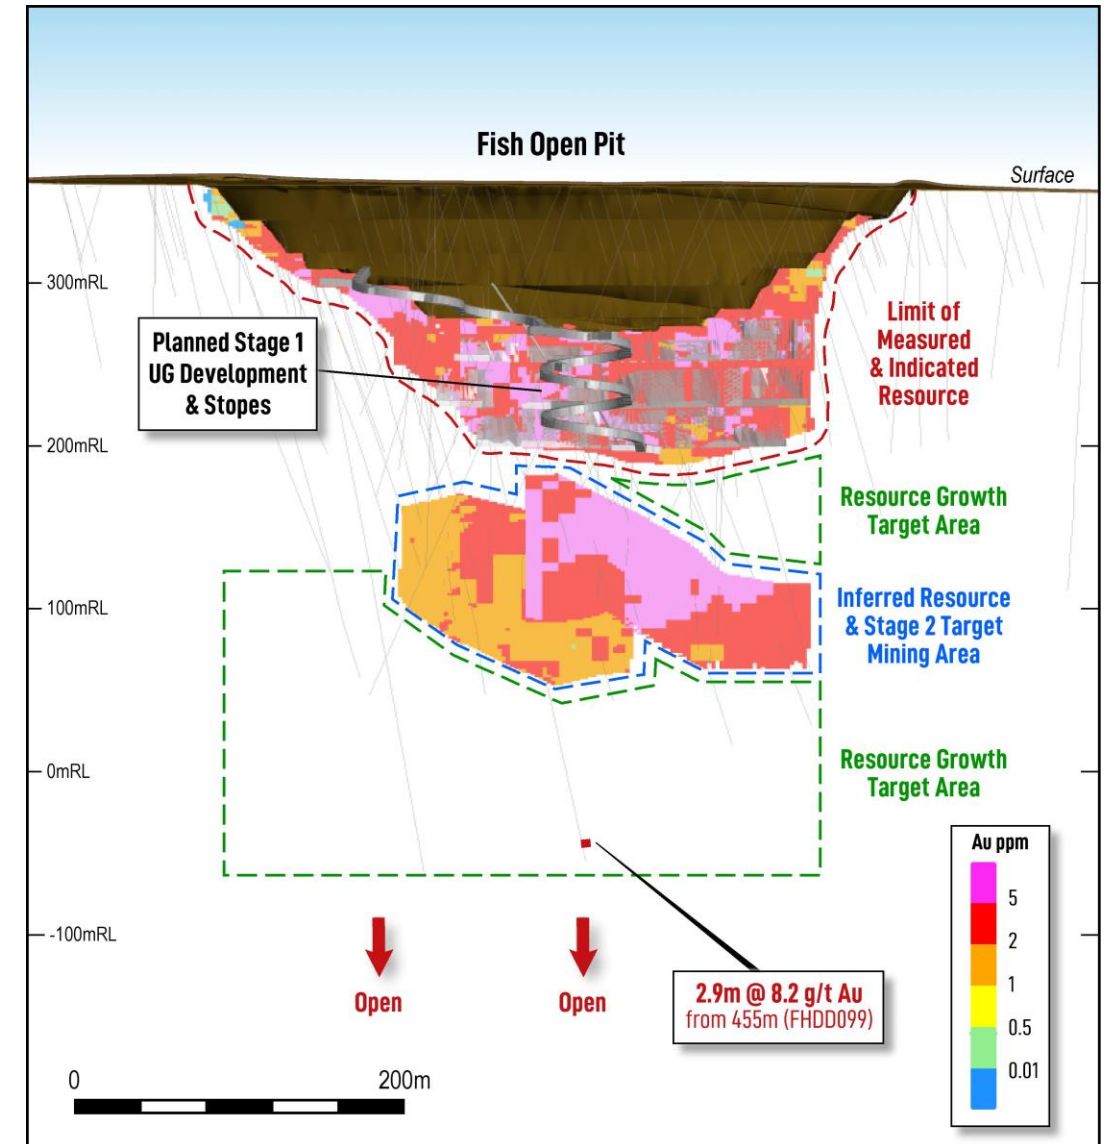 Fish Open Pit
Surface
300mRL
Planned Stage 1
UG Development
& Stopes
Limit of
Measured
& Indicated
Resource
200mRL
Resource Growth
Target Area
100mRL
Inferred Resource
& Stage 2 Target
Mining Area
0mRL
Resource Growth
Target Area
Au ppm
5
2
1
0.5
0.01
-100mRL
Open
Open
2.9m @ 8.2 g/t Au
from 455m (FHDD099)
0
200m